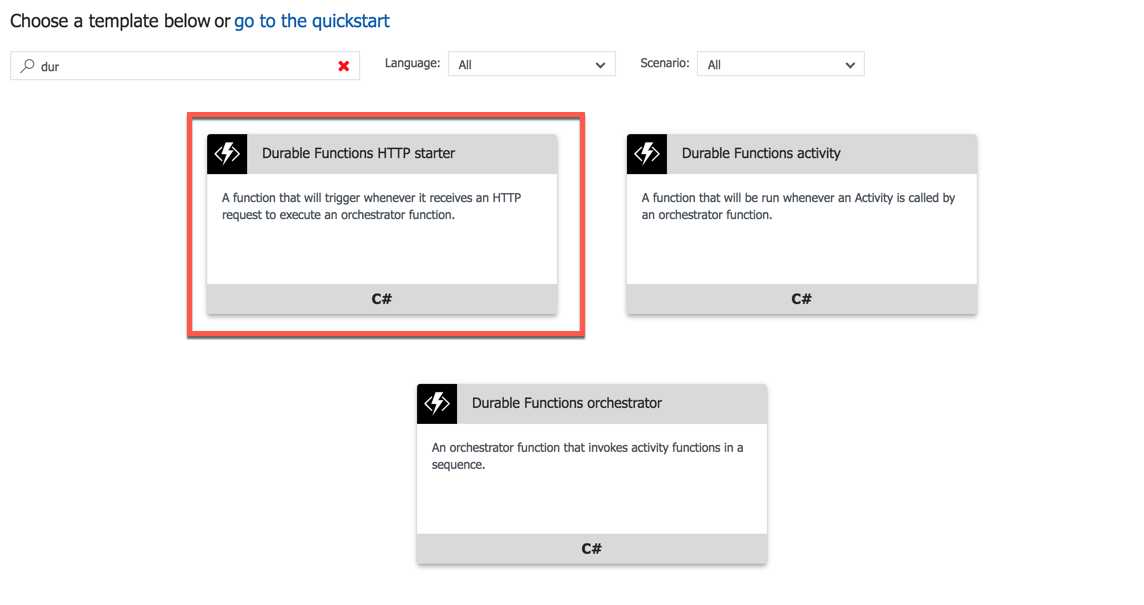 Choose a template below or go to the quickstart
dur
Language: All
Scenario: All
Durable Functions HTTP starter
A function that will trigger whenever it receives an HTTP
request to execute an orchestrator function.
C#
Durable Functions activity
A function that will be run whenever an Activity is called by
an orchestrator function.
C#
Durable Functions orchestrator
An orchestrator function that invokes activity functions in a
sequence.
C#